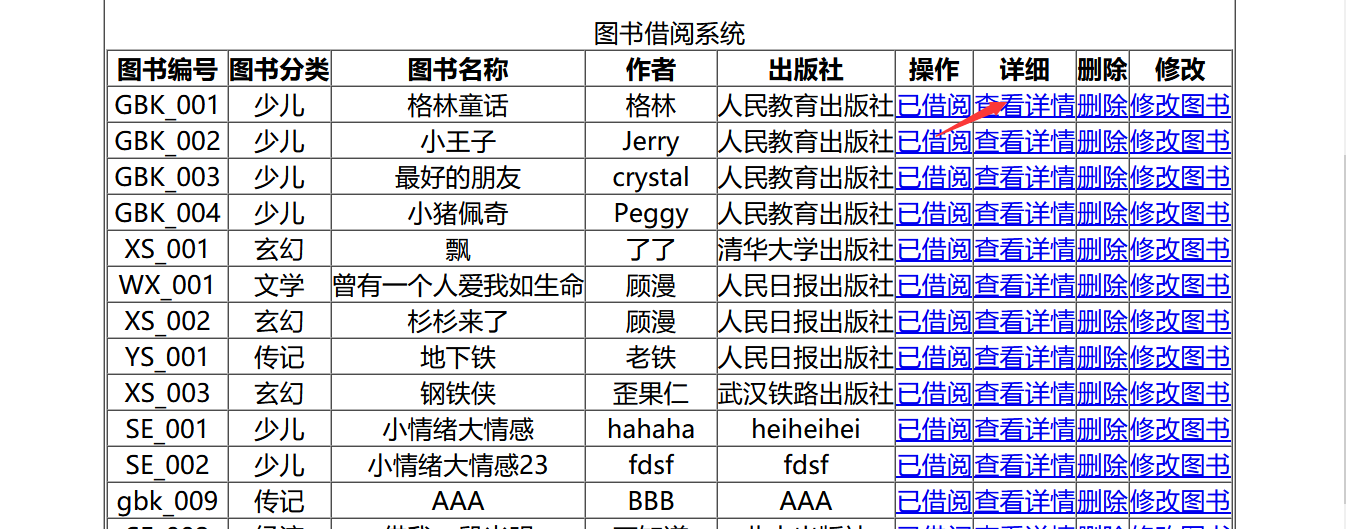 图书借阅系统
图书编号 图书分类 图书名称 作者 出版社 操作 详细 删除 修改
GBK_001 少儿 格林童话 格林 人民教育出版社 已借阅 查看详情 删除 修改图书
GBK_002 少儿 小王子 Jerry 人民教育出版社 已借阅 查看详情 删除 修改图书
GBK_003 少儿 最好的朋友 crystal 人民教育出版社 已借阅 查看详情 删除 修改图书
GBK_004 少儿 小猪佩奇 Peggy 人民教育出版社 已借阅 查看详情 删除 修改图书
XS_001 玄幻 飘 了了 清华大学出版社 已借阅 查看详情 删除 修改图书
WX_001 文学 曾有一个人爱我如生命 顾漫 人民日报出版社 已借阅 查看详情 删除 修改图书
XS_002 玄幻 杉杉来了 顾漫 人民日报出版社 已借阅 查看详情 删除 修改图书
YS_001 传记 地下铁 老铁 人民日报出版社 已借阅 查看详情 删除 修改图书
XS_003 玄幻 钢铁侠 歪果仁 武汉铁路出版社 已借阅 查看详情 删除 修改图书
SE_001 少儿 小情绪大情感 hahaha heiheihei 已借阅 查看详情 删除 修改图书
SE_002 少儿 小情绪大情感23 fdsf fdsf 已借阅 查看详情 删除 修改图书
gbk_009 传记 AAA BBB AAA 已借阅 查看详情 删除 修改图书